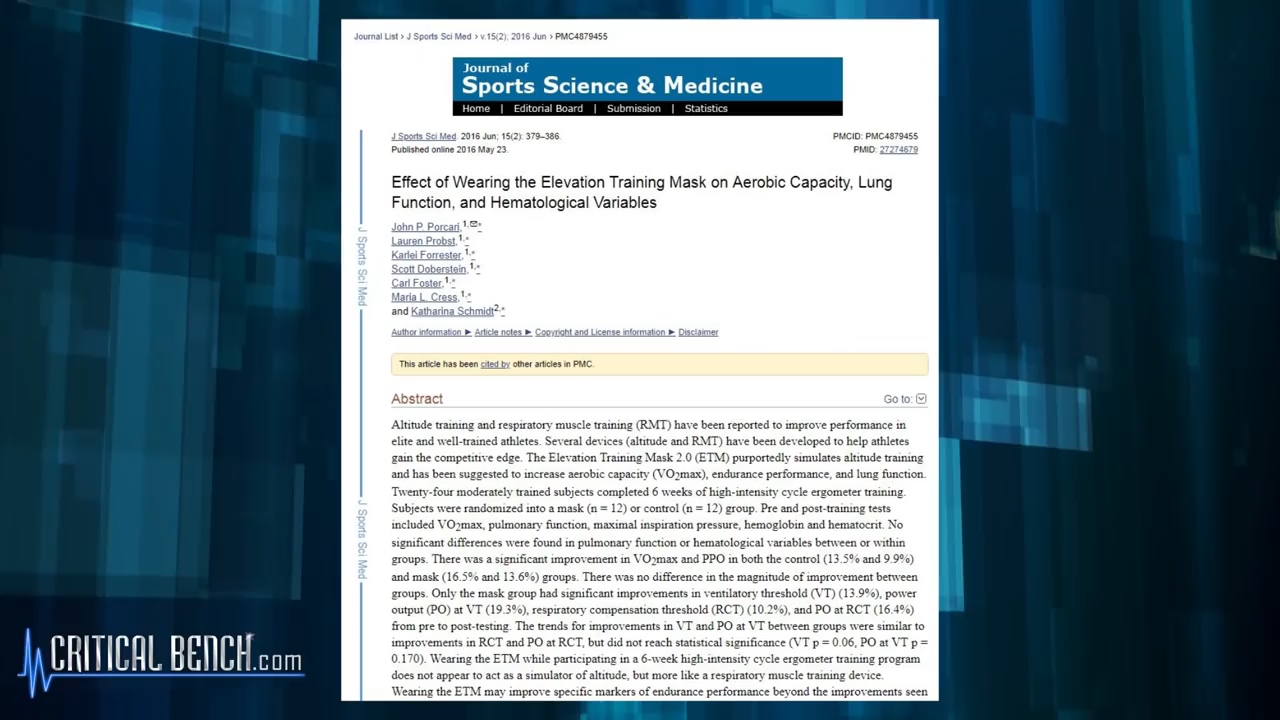 Journal List > J Sports Sci Med > v.15(2); 2016 Jun > PMC4879455
Journal of
Sports Science & Medicine
Home | Editorial Board | Submission | Statistics
J Sports Sci Med. 2016 Jun; 15(2): 379–386.
PMCID: PMC4879455
Published online 2016 May 23.
PMID: 27274679
Effect of Wearing the Elevation Training Mask on Aerobic Capacity, Lung
Function, and Hematological Variables
John P. Porcari,1,✉*
Lauren Probst,1,*
Karlei Forrester,1,*
Scott Doberstein,1,*
Carl Foster,1,*
Maria L. Cress,1,*
and Katharina Schmidt2,*
Author information ► Article notes ► Copyright and License information ► Disclaimer
This article has been cited by other articles in PMC.
Abstract
Go to:
Altitude training and respiratory muscle training (RMT) have been reported to improve performance in
elite and well-trained athletes. Several devices (altitude and RMT) have been developed to help athletes
gain the competitive edge. The Elevation Training Mask 2.0 (ETM) purportedly simulates altitude training
and has been suggested to increase aerobic capacity (VO2max), endurance performance, and lung function.
Twenty-four moderately trained subjects completed 6 weeks of high-intensity cycle ergometer training.
Subjects were randomized into a mask (n = 12) or control (n = 12) group. Pre and post-training tests
included VO2max, pulmonary function, maximal inspiration pressure, hemoglobin and hematocrit. No
significant differences were found in pulmonary function or hematological variables between or within
groups. There was a significant improvement in VO2max and PPO in both the control (13.5% and 9.9%)
and mask (16.5% and 13.6%) groups. There was no difference in the magnitude of improvement between
groups. Only the mask group had significant improvements in ventilatory threshold (VT) (13.9%), power
output (PO) at VT (19.3%), respiratory compensation threshold (RCT) (10.2%), and PO at RCT (16.4%)
from pre to post-testing. The trends for improvements in VT and PO at VT between groups were similar to
improvements in RCT and PO at RCT, but did not reach statistical significance (VT p = 0.06, PO at VT p =
0.170). Wearing the ETM while participating in a 6-week high-intensity cycle ergometer training program
does not appear to act as a simulator of altitude, but more like a respiratory muscle training device.
Wearing the ETM may improve specific markers of endurance performance beyond the improvements seen
J Sports Sci Med
J Sports Sci Med
CRITICAL BENCH.com